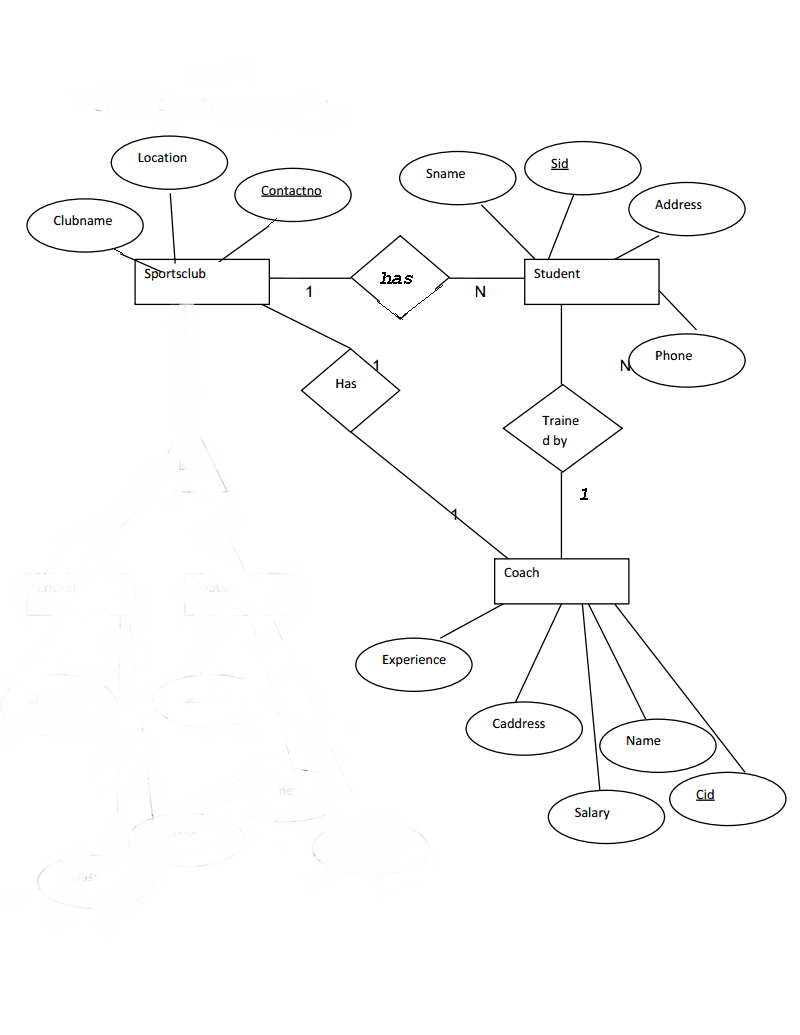 Location
Sname
Sid
Clubname
Contactno
Address
Sportsclub
has
Student
1
N
Phone
1
N
Has
Traine
d by
1
1
Coach
Experience
Caddress
Name
Cid
Salary